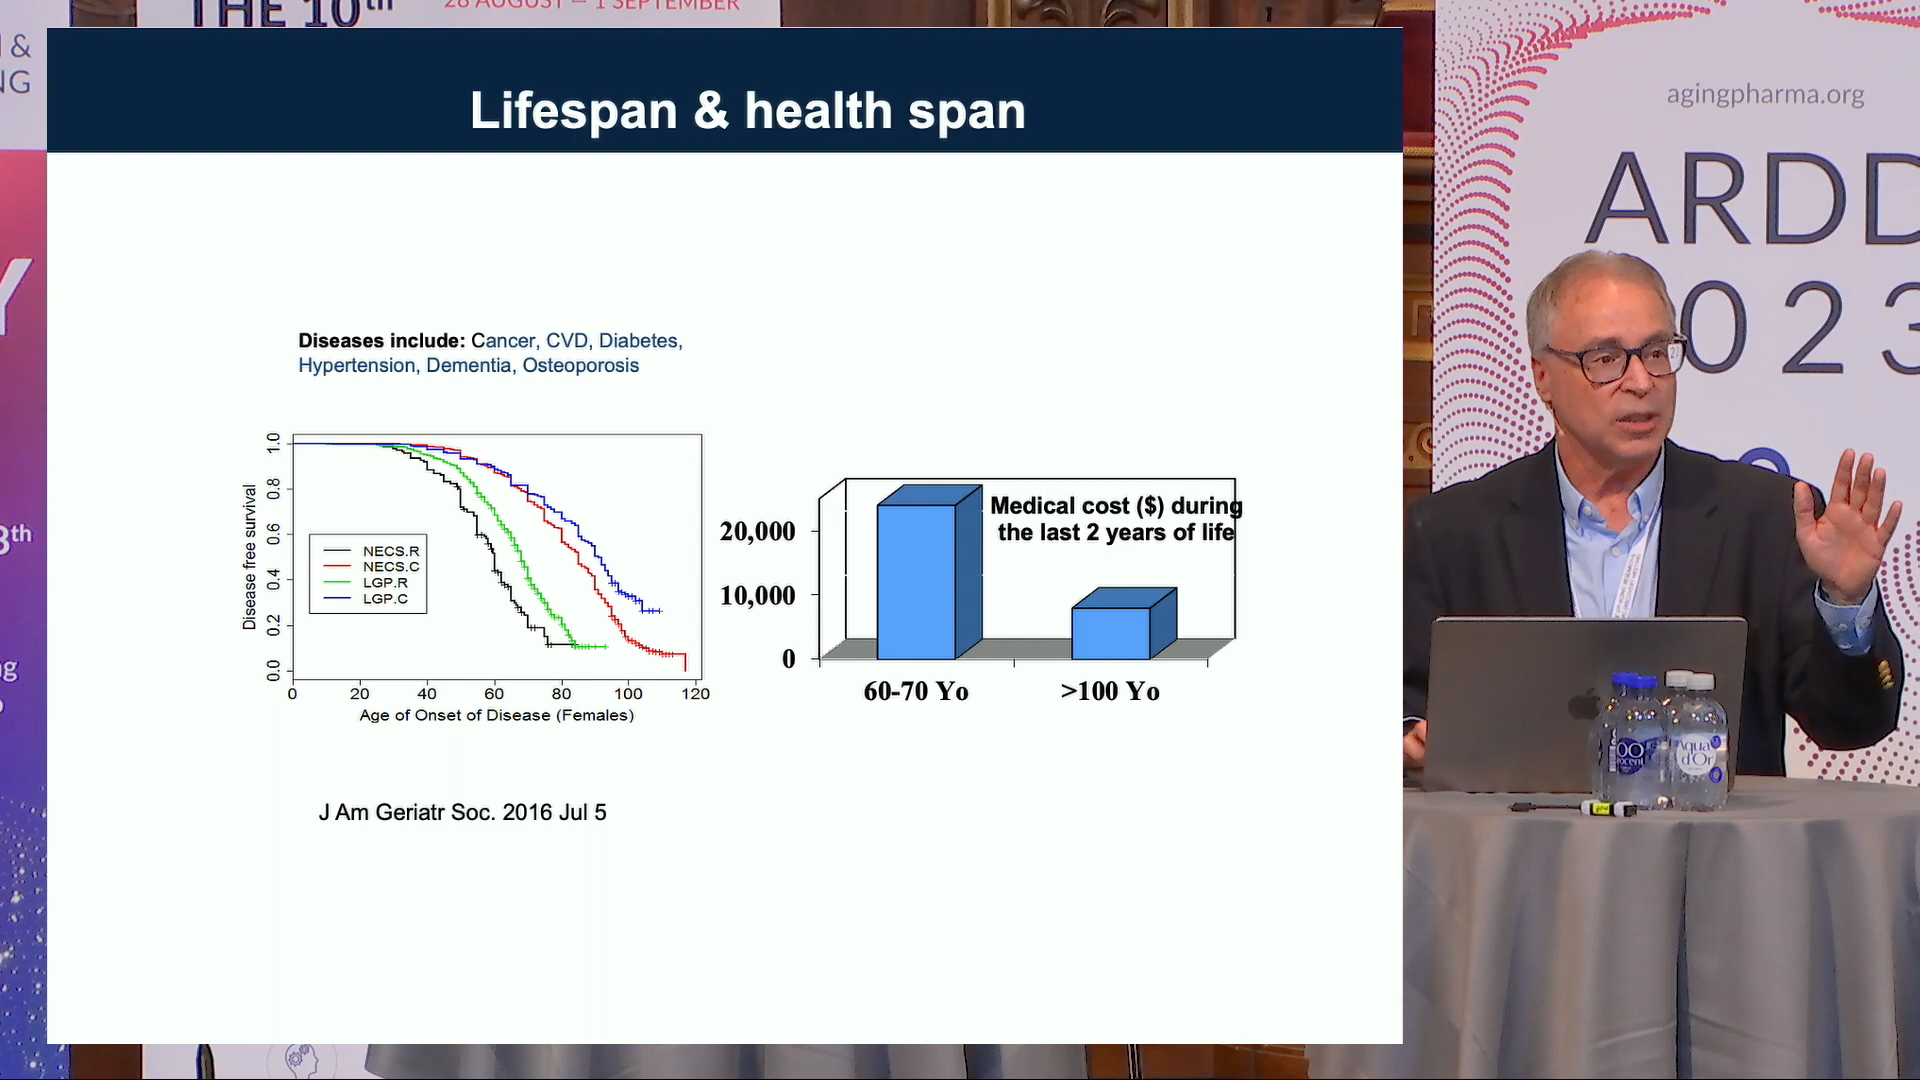 THE 10th
28 AUGUST – 1 SEPTEMBER
&
NG
Y
8th
Lifespan & health span
Diseases include: Cancer, CVD, Diabetes,
Hypertension, Dementia, Osteoporosis
Disease free survival
1.0
0.8
0.6
0.4
0.2
0.0
NECS.R
NECS.C
LGP.R
LGP.C
0 20 40 60 80 100 120
Age of Onset of Disease (Females)
J Am Geriatr Soc. 2016 Jul 5
Medical cost ($) during
the last 2 years of life
20,000
10,000
0
60-70 Yo
>100 Yo
agingpharma.org
ARDD
2023
Aqua
d'Or